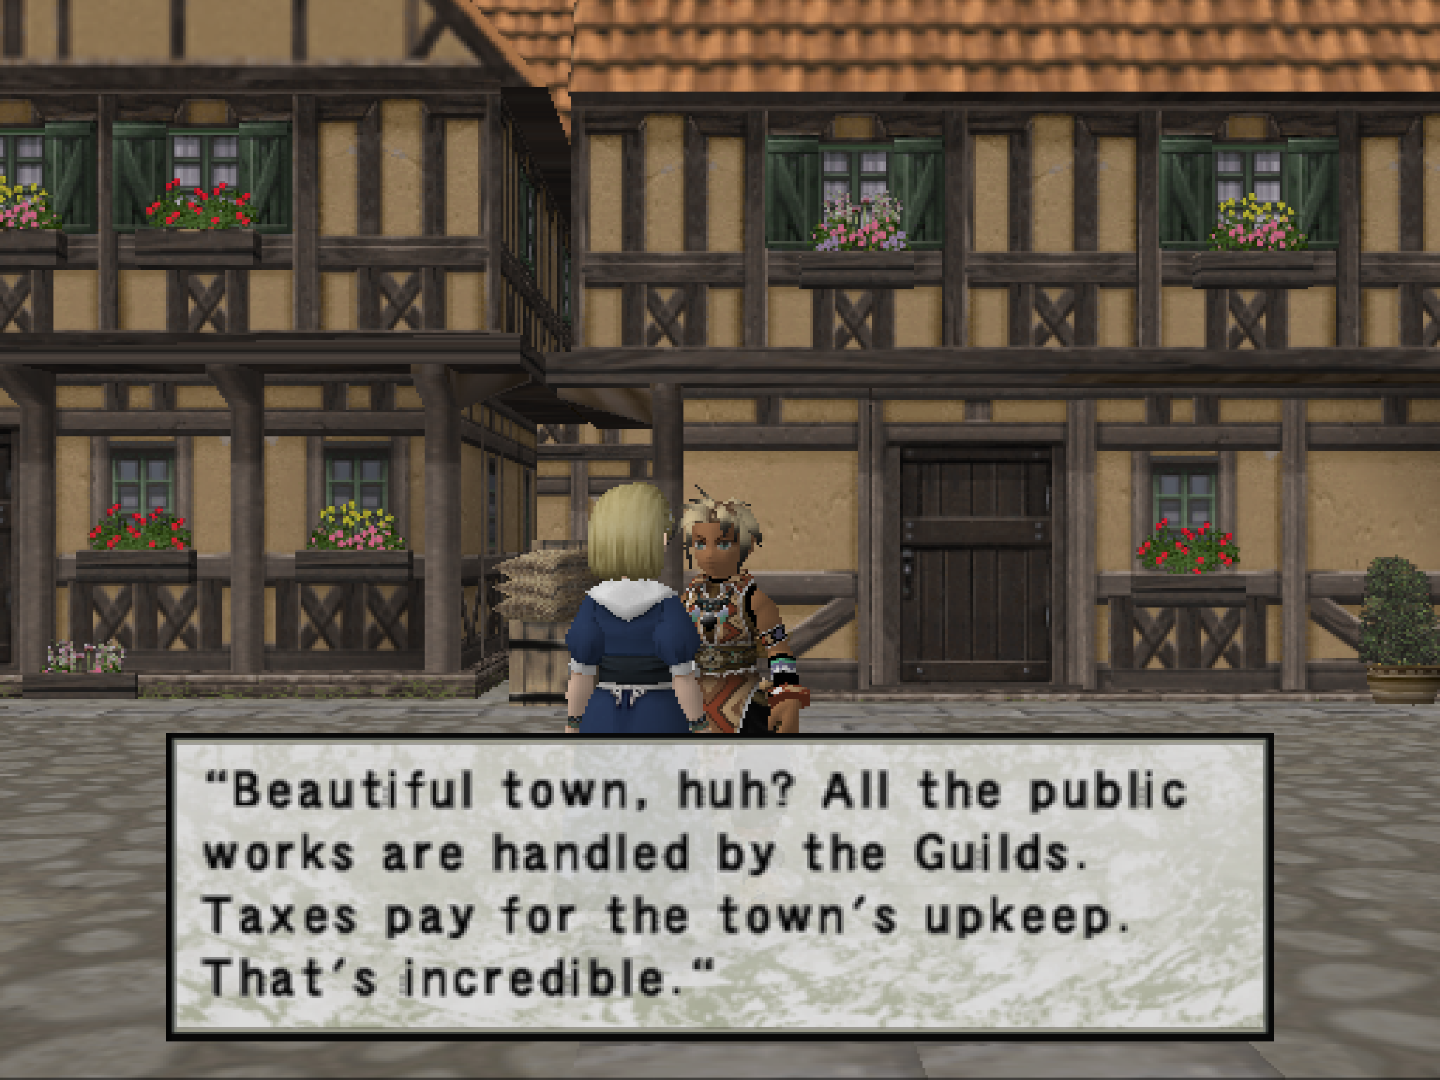 “Beautiful town, huh? All the public
works are handled by the Guilds.
Taxes pay for the town's upkeep.
That's incredible.“